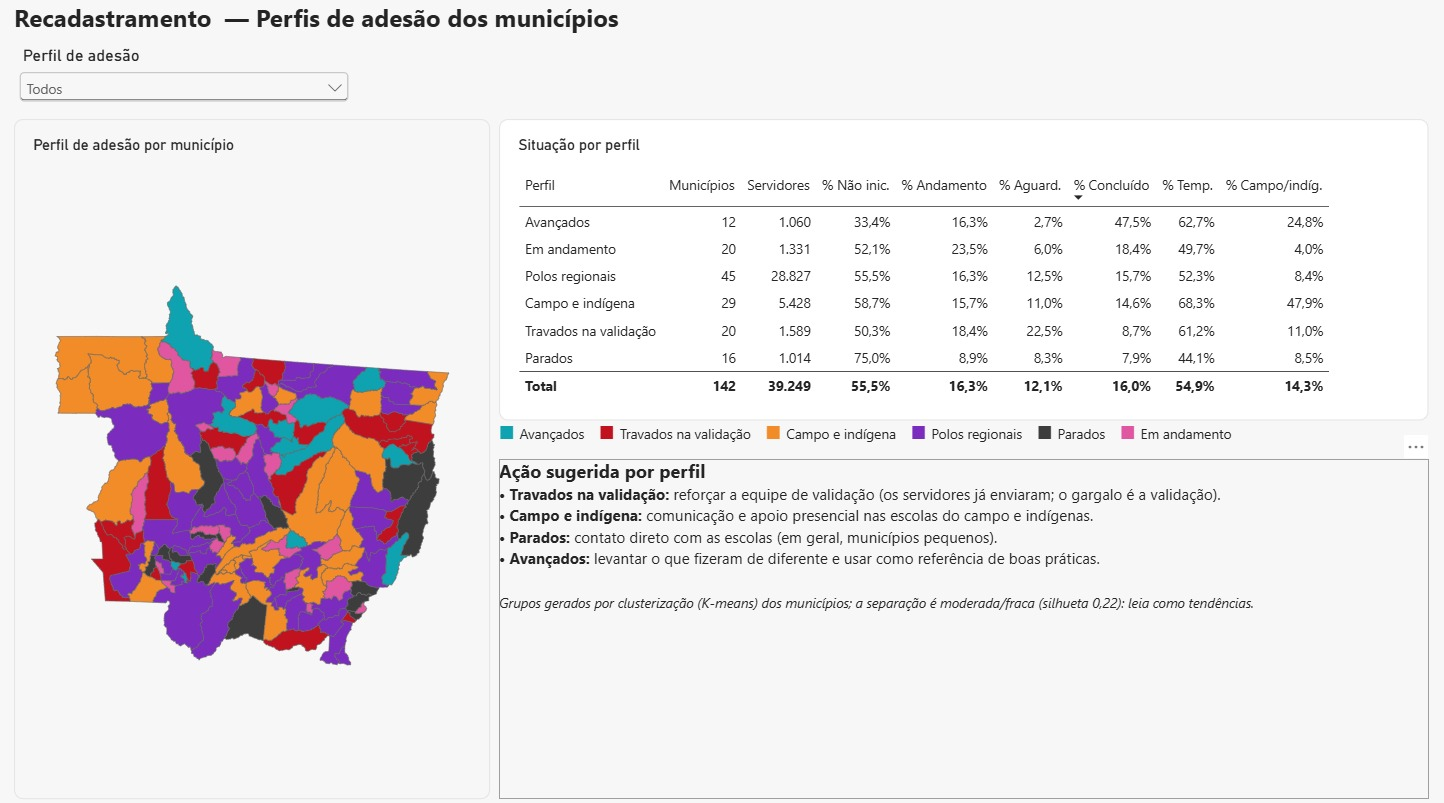 Recadastramento — Perfis de adesão dos municípios
Perfil de adesão
Todos
Perfil de adesão por município
Situação por perfil
Perfil Municípios Servidores % Não inic. % Andamento % Aguard. % Concluído % Temp. % Campo/indíg.
Avançados 12 1.060 33,4% 16,3% 2,7% 47,5% 62,7% 24,8%
Em andamento 20 1.331 52,1% 23,5% 6,0% 18,4% 49,7% 4,0%
Polos regionais 45 28.827 55,5% 16,3% 12,5% 15,7% 52,3% 8,4%
Campo e indígena 29 5.428 58,7% 15,7% 11,0% 14,6% 68,3% 47,9%
Travados na validação 20 1.589 50,3% 18,4% 22,5% 8,7% 61,2% 11,0%
Parados 16 1.014 75,0% 8,9% 8,3% 7,9% 44,1% 8,5%
Total 142 39.249 55,5% 16,3% 12,1% 16,0% 54,9% 14,3%
Avançados Travados na validação Campo e indígena Polos regionais Parados Em andamento
Ação sugerida por perfil
• Travados na validação: reforçar a equipe de validação (os servidores já enviaram; o gargalo é a validação).
• Campo e indígena: comunicação e apoio presencial nas escolas do campo e indígenas.
• Parados: contato direto com as escolas (em geral, municípios pequenos).
• Avançados: levantar o que fizeram de diferente e usar como referência de boas práticas.
Grupos gerados por clusterização (K-means) dos municípios; a separação é moderada/fraca (silhueta 0,22): leia como tendências.